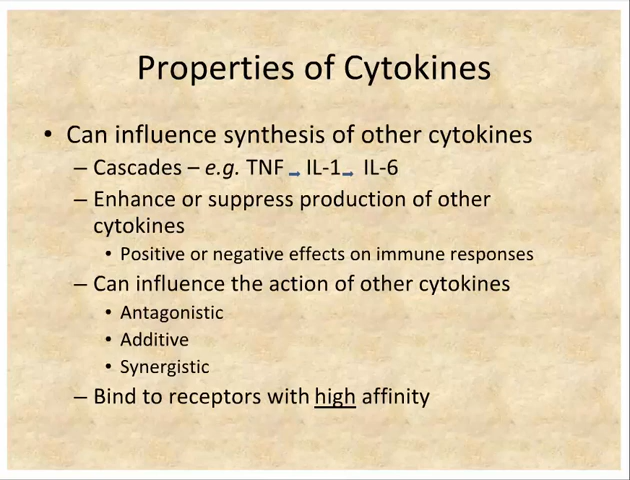 Properties of Cytokines
• Can influence synthesis of other cytokines
– Cascades – e.g. TNF → IL-1 → IL-6
– Enhance or suppress production of other
cytokines
• Positive or negative effects on immune responses
– Can influence the action of other cytokines
• Antagonistic
• Additive
• Synergistic
– Bind to receptors with high affinity